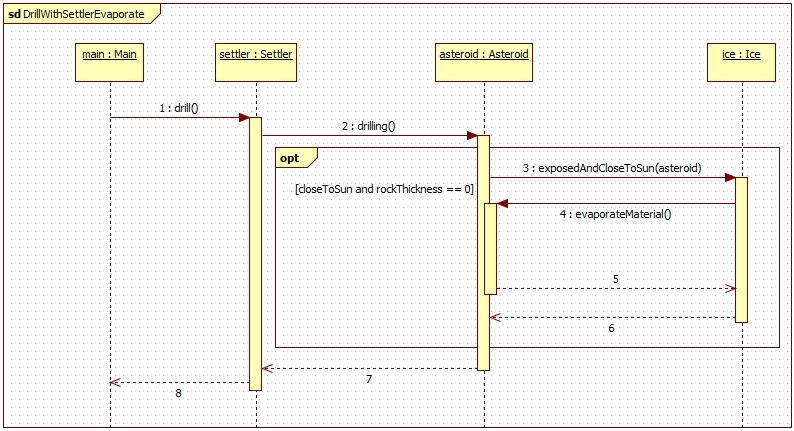 sd DrillWithSettlerEvaporate
main : Main
settler : Settler
asteroid : Asteroid
ice : Ice
1 : drill()
2 : drilling()
opt
3 : exposedAndCloseToSun(asteroid)
[closeToSun and rockThickness == 0]
4 : evaporateMaterial()
5
6
7
8